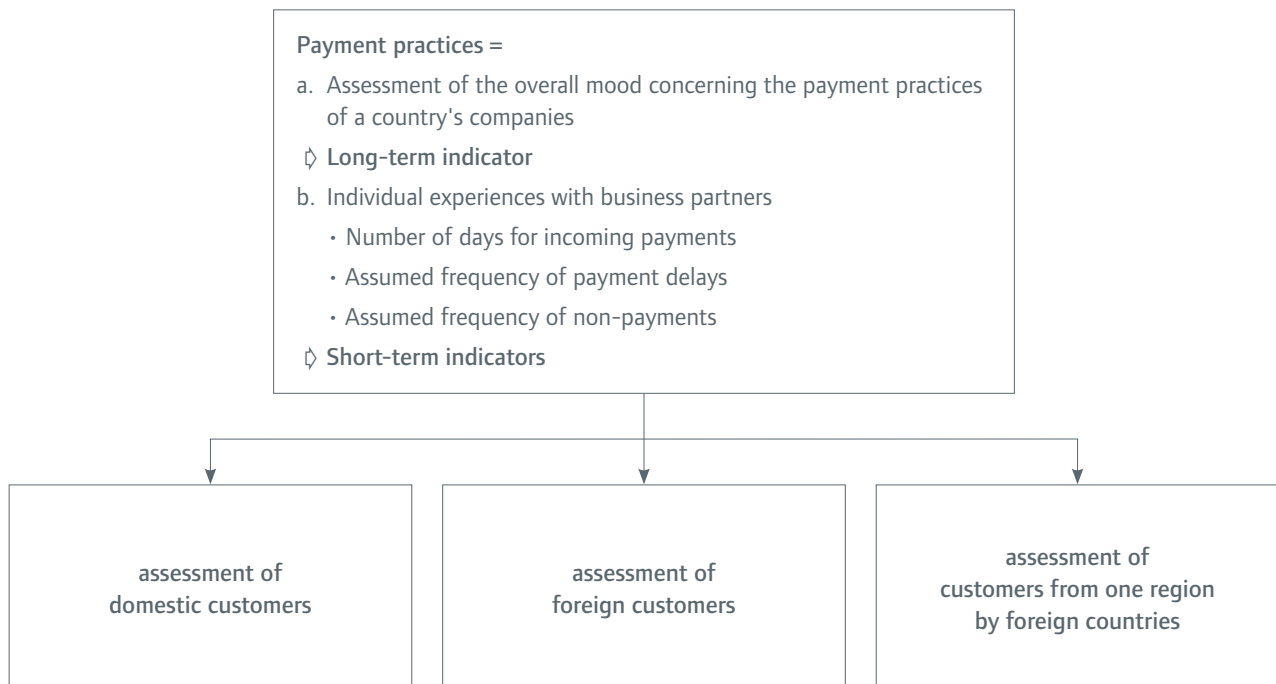 Payment practices =
a. Assessment of the overall mood concerning the payment practices
of a country's companies
⇨ Long-term indicator
b. Individual experiences with business partners
• Number of days for incoming payments
• Assumed frequency of payment delays
• Assumed frequency of non-payments
⇨ Short-term indicators
assessment of
domestic customers
assessment of
foreign customers
assessment of
customers from one region
by foreign countries